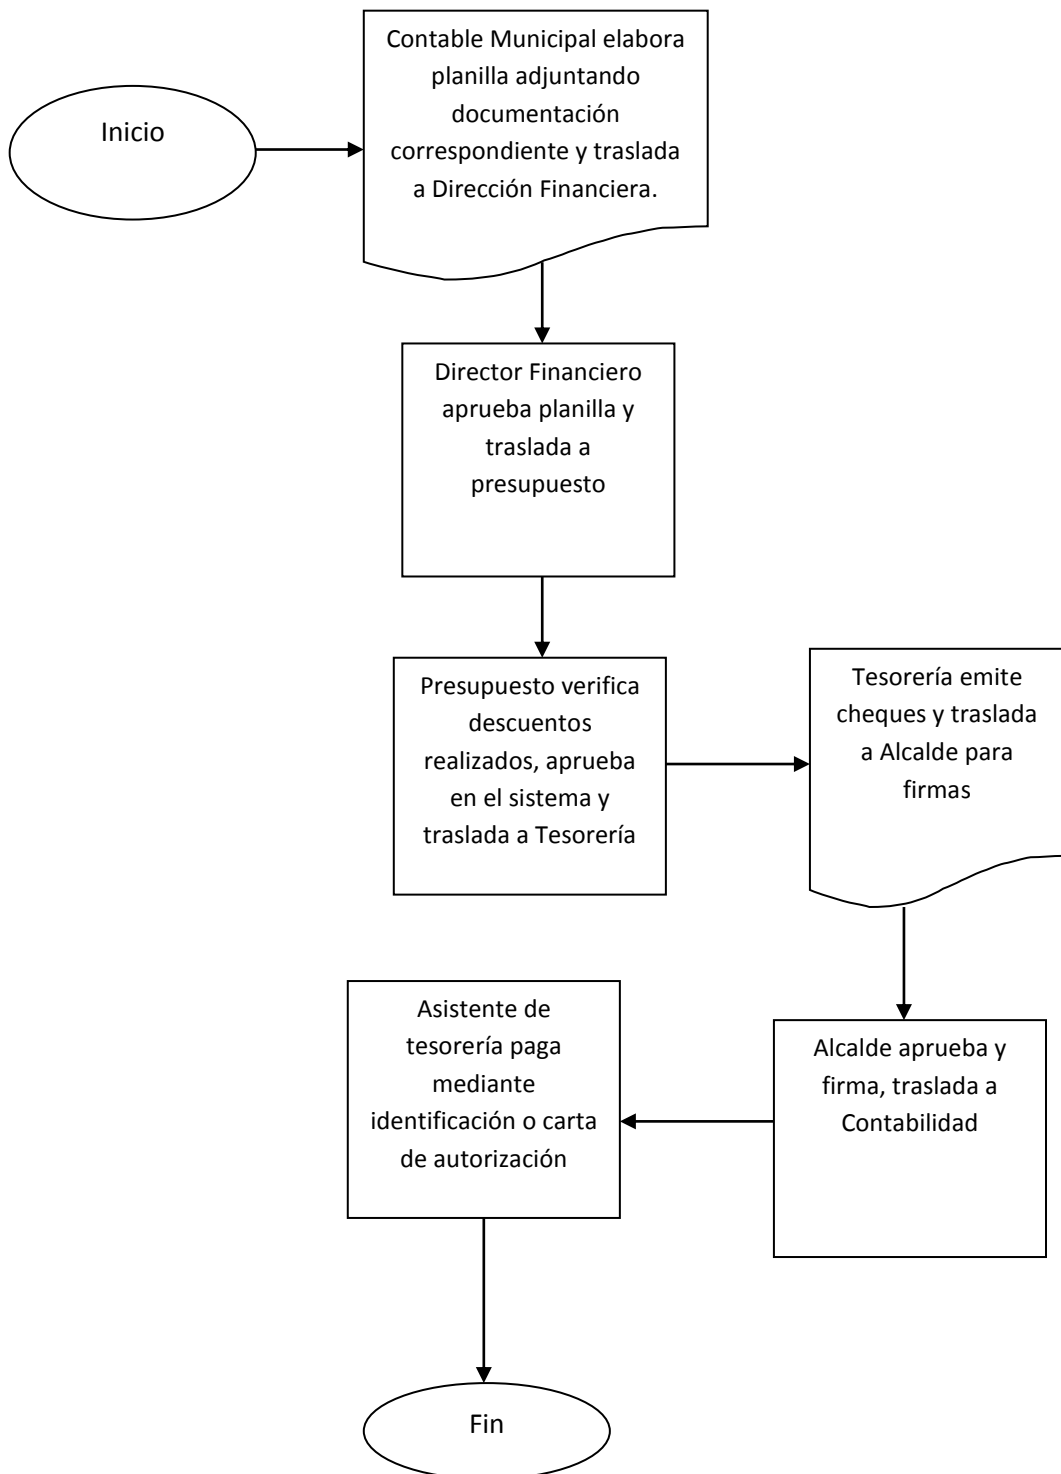 Inicio
Contable Municipal elabora
planilla adjuntando
documentación
correspondiente y traslada
a Dirección Financiera.
Director Financiero
aprueba planilla y
traslada a
presupuesto
Presupuesto verifica
descuentos
realizados, aprueba
en el sistema y
traslada a Tesorería
Tesorería emite
cheques y traslada
a Alcalde para
firmas
Alcalde aprueba y
firma, traslada a
Contabilidad
Asistente de
tesorería paga
mediante
identificación o carta
de autorización
Fin